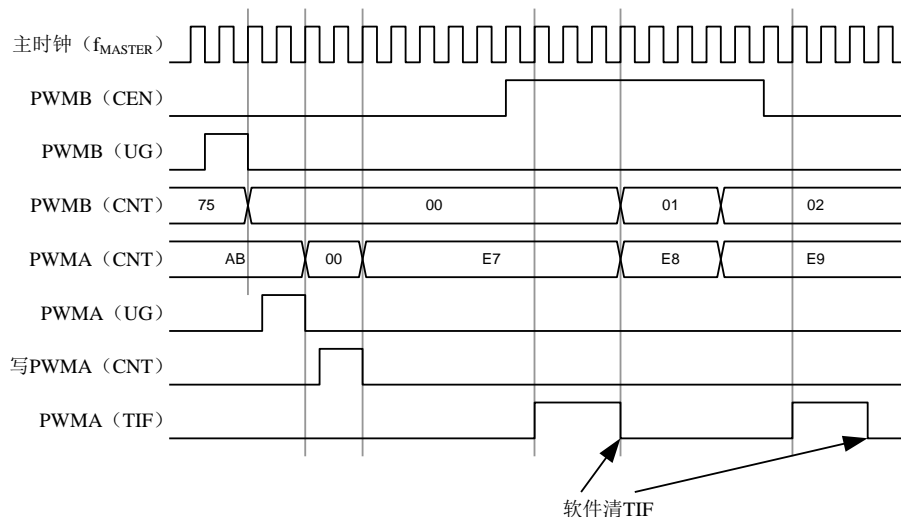 主时钟（fMASTER）
PWMB（CEN）
PWMB（UG）
PWMB（CNT） 75 00 01 02
PWMA（CNT） AB 00 E7 E8 E9
PWMA（UG）
写PWMA（CNT）
PWMA（TIF）
软件清TIF